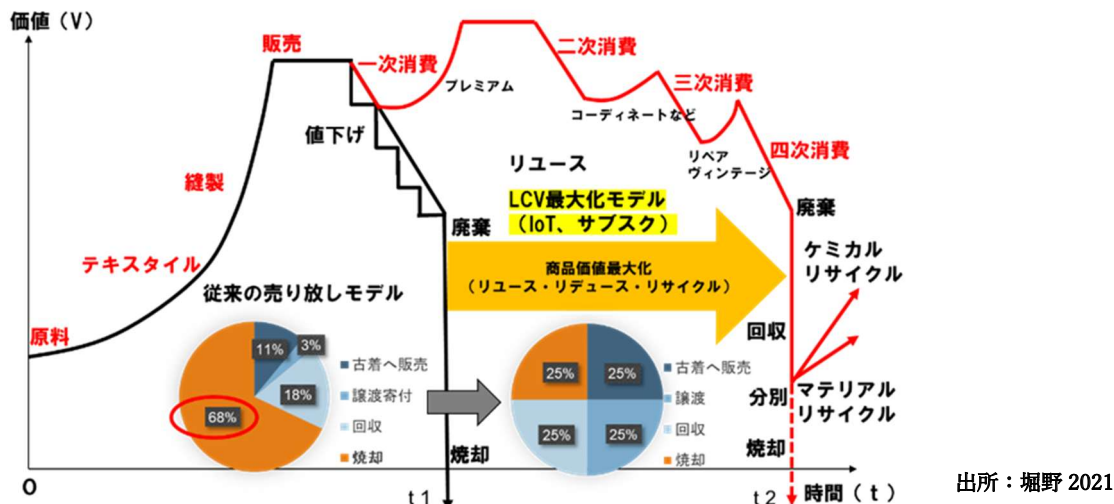 価値（V）
販売
一次消費
プレミアム
二次消費
コーディネートなど
三次消費
リペア
ヴィンテージ
四次消費
値下げ
縫製
リユース
LCV最大化モデル
（IoT、サブスク）
廃棄
廃棄
テキスタイル
商品価値最大化
（リユース・リデュース・リサイクル）
ケミカル
リサイクル
従来の売り放しモデル
原料
回収
11%
3%
18%
68%
古着へ販売
譲渡寄付
回収
焼却
25%
25%
25%
25%
古着へ販売
譲渡
回収
焼却
分別
マテリアル
リサイクル
焼却
焼却
O
t1
t2
時間（t）
出所：堀野 2021